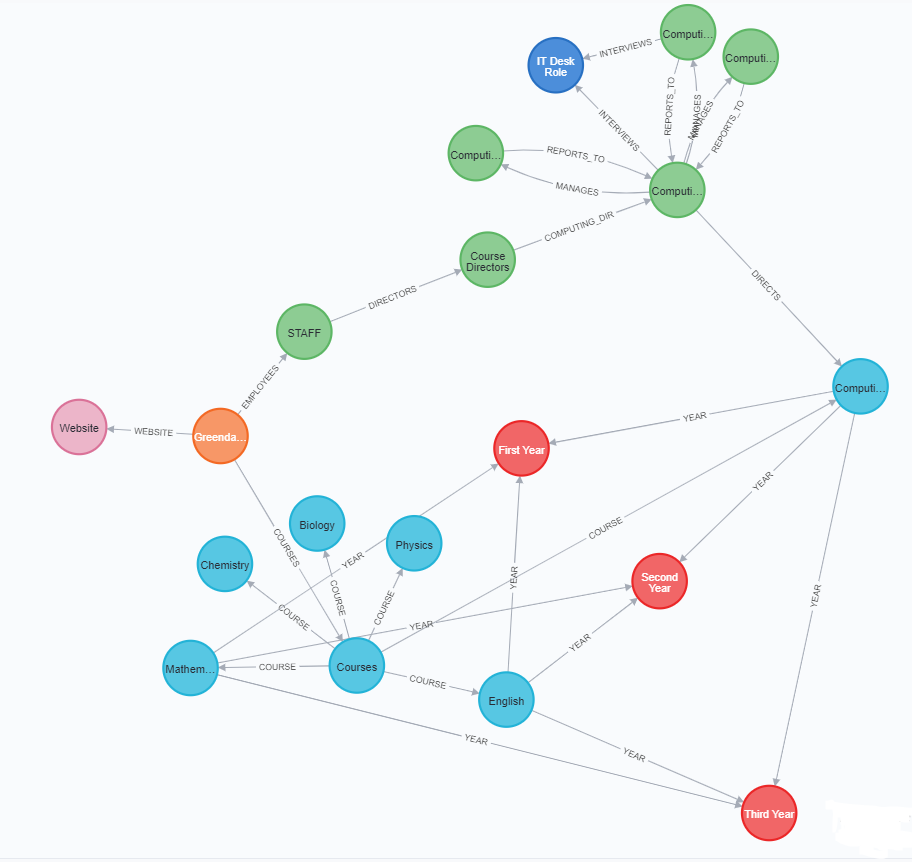 Computi...
INTERVIEWS
IT Desk
Role
Computi...
REPORTS_TO
MANAGES
MANAGES
REPORTS_TO
INTERVIEWS
Computi...
REPORTS_TO
MANAGES
Computi...
COMPUTING_DIR
Course
Directors
DIRECTS
DIRECTORS
STAFF
EMPLOYEES
Computi...
YEAR
Website
WEBSITE
Greenda...
First Year
YEAR
Biology
COURSE
Physics
COURSES
YEAR
Chemistry
YEAR
Second
Year
COURSE
COURSE
COURSE
YEAR
YEAR
YEAR
Mathem...
COURSE
Courses
COURSE
English
YEAR
YEAR
Third Year